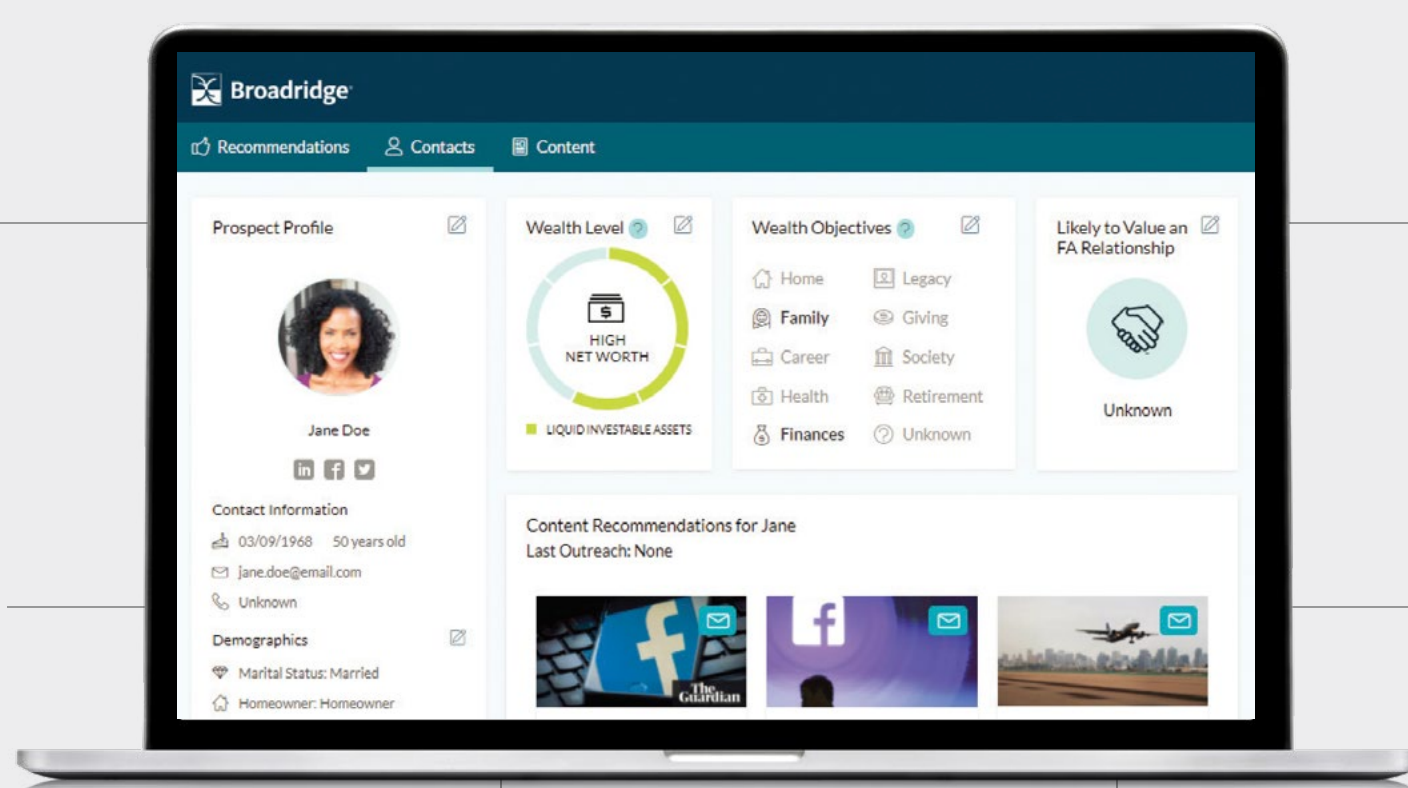 Broadridge
Recommendations
Contacts
Content
Prospect Profile
Jane Doe
in f
Contact Information
03/09/1968 50 years old
jane.doe@email.com
Unknown
Demographics
Marital Status: Married
Homeowner: Homeowner
Wealth Level ?
$
HIGH
NET WORTH
LIQUID INVESTABLE ASSETS
Wealth Objectives ?
Home
Legacy
Family
Giving
Career
Society
Health
Retirement
Finances
? Unknown
Likely to Value an
FA Relationship
Unknown
Content Recommendations for Jane
Last Outreach: None
f
The
Guardian
f